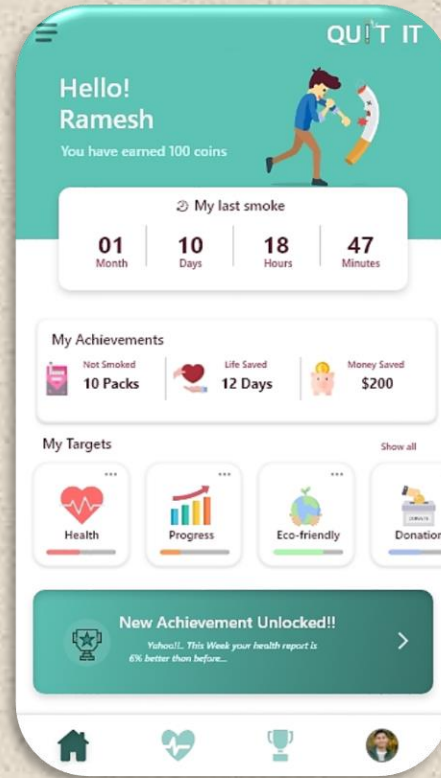 QUIT IT
Hello!
Ramesh
You have earned 100 coins
My last smoke
01 10 18 47
Month Days Hours Minutes
My Achievements
Not Smoked Life Saved Money Saved
10 Packs 12 Days $200
My Targets Show all
Health Progress Eco-friendly Donation
New Achievement Unlocked!!
Yahoo!!.. This Week your health report is
6% better than before...